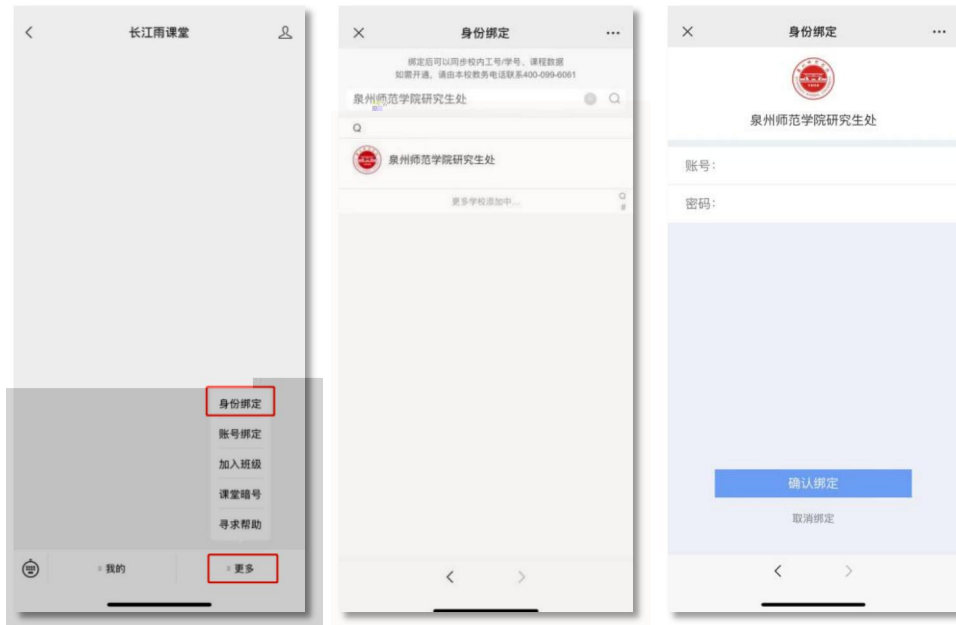 长江雨课堂
身份绑定
账号绑定
加入班级
课堂暗号
寻求帮助
我的
更多
身份绑定
绑定后可以同步校内工号/学号、课程数据
如需开通，请由本校教务电话联系400-099-6061
泉州师范学院研究生处
Q
泉州师范学院研究生处
更多学校添加中...
Q
#
身份绑定
泉州师范学院研究生处
账号：
密码：
确认绑定
取消绑定